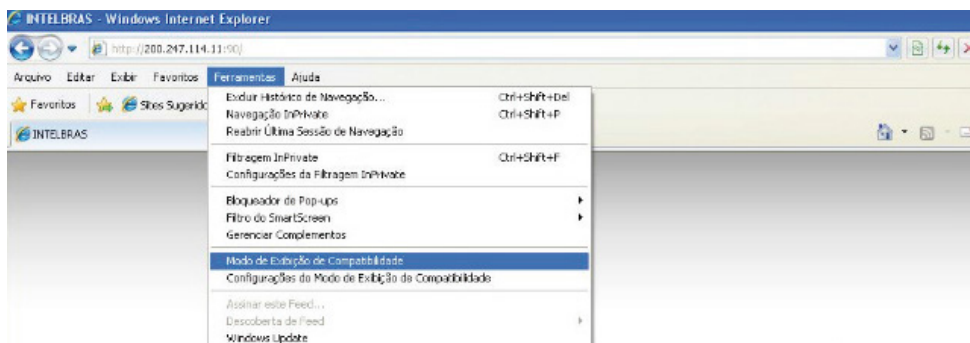 INTELBRAS - Windows Internet Explorer
http://200.247.114.11:90/
Arquivo Editar Exibir Favoritos Ferramentas Ajuda
Favoritos Sites Sugerido
INTELBRAS
Excluir Histórico de Navegação... Ctrl+Shift+Del
Navegação InPrivate Ctrl+Shift+P
Reabrir Última Sessão de Navegação
Filtragem InPrivate Ctrl+Shift+F
Configurações da Filtragem InPrivate
Bloqueador de Pop-ups
Filtro do SmartScreen
Gerenciar Complementos
Modo de Exibição de Compatibilidade
Configurações do Modo de Exibição de Compatibilidade
Assinar este Feed...
Descoberta de Feed
Windows Update